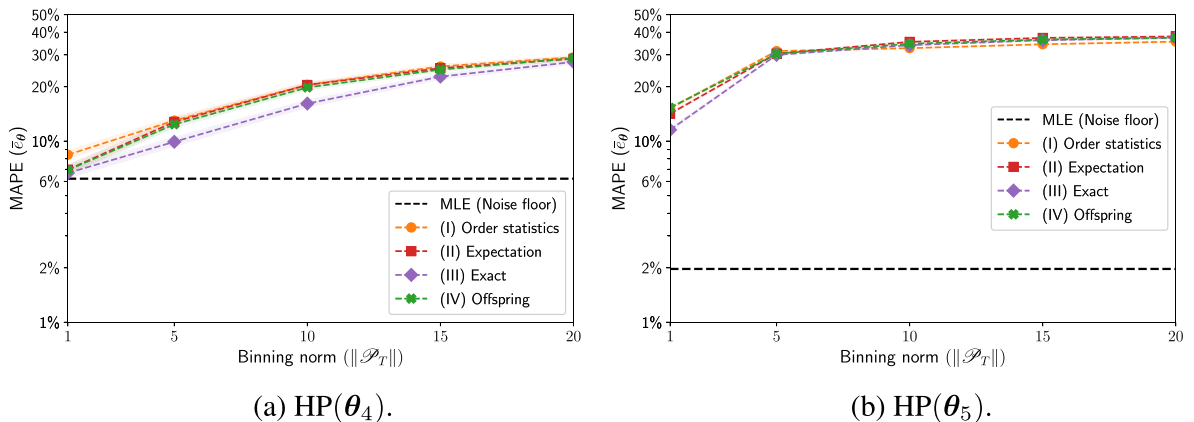 50%
40%
30%
20%
10%
10%
6%
2%
1%
1%
MAPE (ē_θ)
1
5
10
15
20
Binning norm (‖𝒫_T‖)
MLE (Noise floor)
(I) Order statistics
(II) Expectation
(III) Exact
(IV) Offspring
(a) HP(θ₄).
50%
40%
30%
20%
10%
6%
2%
1%
1%
MAPE (ē_θ)
1
5
10
15
20
Binning norm (‖𝒫_T‖)
MLE (Noise floor)
(I) Order statistics
(II) Expectation
(III) Exact
(IV) Offspring
(b) HP(θ₅).